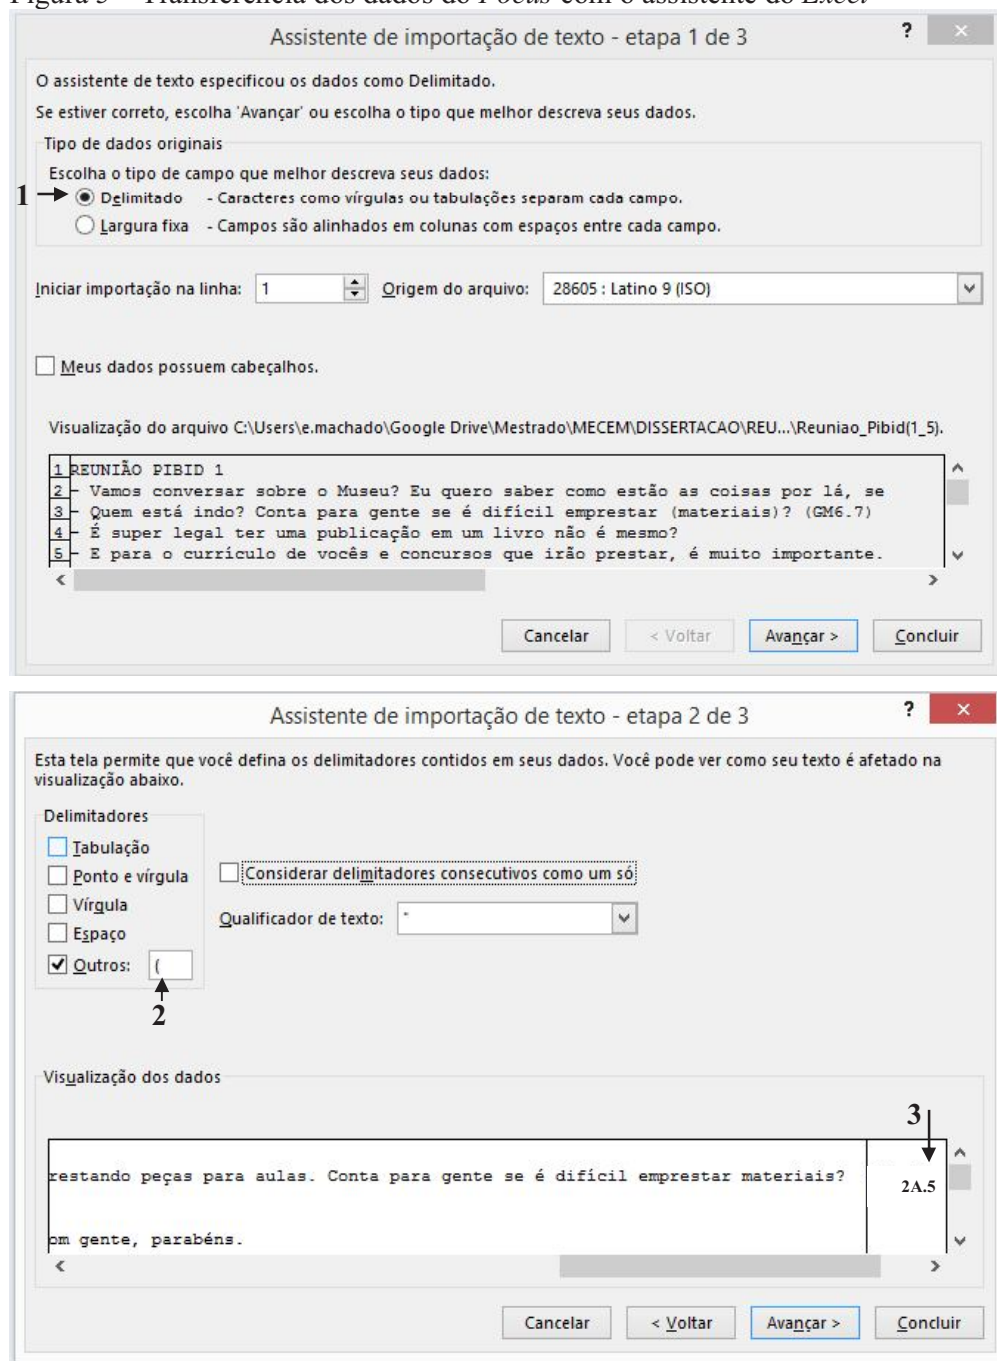 Assistente de importação de texto - etapa 1 de 3
?
O assistente de texto especificou os dados como Delimitado.
Se estiver correto, escolha 'Avançar' ou escolha o tipo que melhor descreva seus dados.
Tipo de dados originais
Escolha o tipo de campo que melhor descreva seus dados:
1
Delimitado - Caracteres como vírgulas ou tabulações separam cada campo.
Largura fixa - Campos são alinhados em colunas com espaços entre cada campo.
Iniciar importação na linha: 1 Origem do arquivo: 28605 : Latino 9 (ISO)
Meus dados possuem cabeçalhos.
Visualização do arquivo C:\Users\e.machado\Google Drive\Mestrado\MECEM\DISSERTACAO\REU...\Reuniao_Pibid(1_5).
1 REUNIÃO PIBID 1
2 - Vamos conversar sobre o Museu? Eu quero saber como estão as coisas por lá, se
3 - Quem está indo? Conta para gente se é difícil emprestar (materiais)? (GM6.7)
4 - É super legal ter uma publicação em um livro não é mesmo?
5 - E para o currículo de vocês e concursos que irão prestar, é muito importante.
Cancelar < Voltar Avançar > Concluir
Assistente de importação de texto - etapa 2 de 3
?
Esta tela permite que você defina os delimitadores contidos em seus dados. Você pode ver como seu texto é afetado na
visualização abaixo.
Delimitadores
Tabulação
Ponto e vírgula
Vírgula
Espaço
Outros: (
2
Considerar delimitadores consecutivos como um só
Qualificador de texto: "
Visualização dos dados
3
restando peças para aulas. Conta para gente se é difícil emprestar materiais? 2A.5
om gente, parabéns.
Cancelar < Voltar Avançar > Concluir